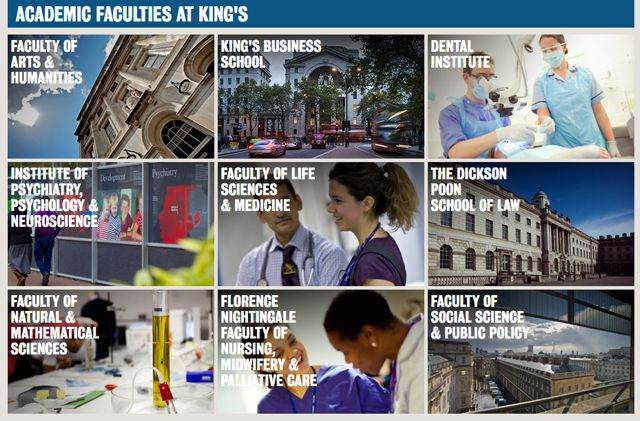 ACADEMIC FACULTIES AT KING'S
FACULTY OF
ARTS &
HUMANITIES
KING'S BUSINESS
SCHOOL
DENTAL
INSTITUTE
INSTITUTE OF
PSYCHIATRY,
PSYCHOLOGY &
NEUROSCIENCE
Development
Psychiatry
FACULTY OF LIFE
SCIENCES
& MEDICINE
THE DICKSON
POON
SCHOOL OF LAW
FACULTY OF
NATURAL &
MATHEMATICAL
SCIENCES
FLORENCE
NIGHTINGALE
FACULTY OF
NURSING,
MIDWIFERY &
PALLIATIVE CARE
FACULTY OF
SOCIAL SCIENCE
& PUBLIC POLICY